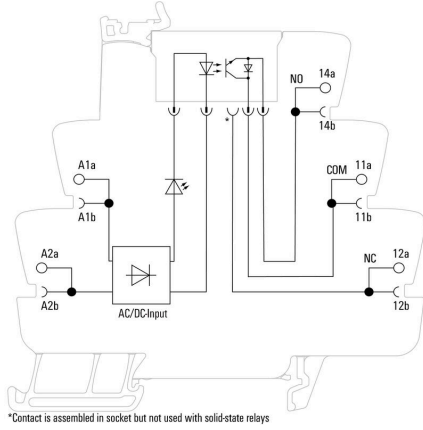 NO
14a
14b
*
A1a
A1b
COM
11a
11b
A2a
A2b
AC/DC-Input
NC
12a
12b
*Contact is assembled in socket but not used with solid-state relays